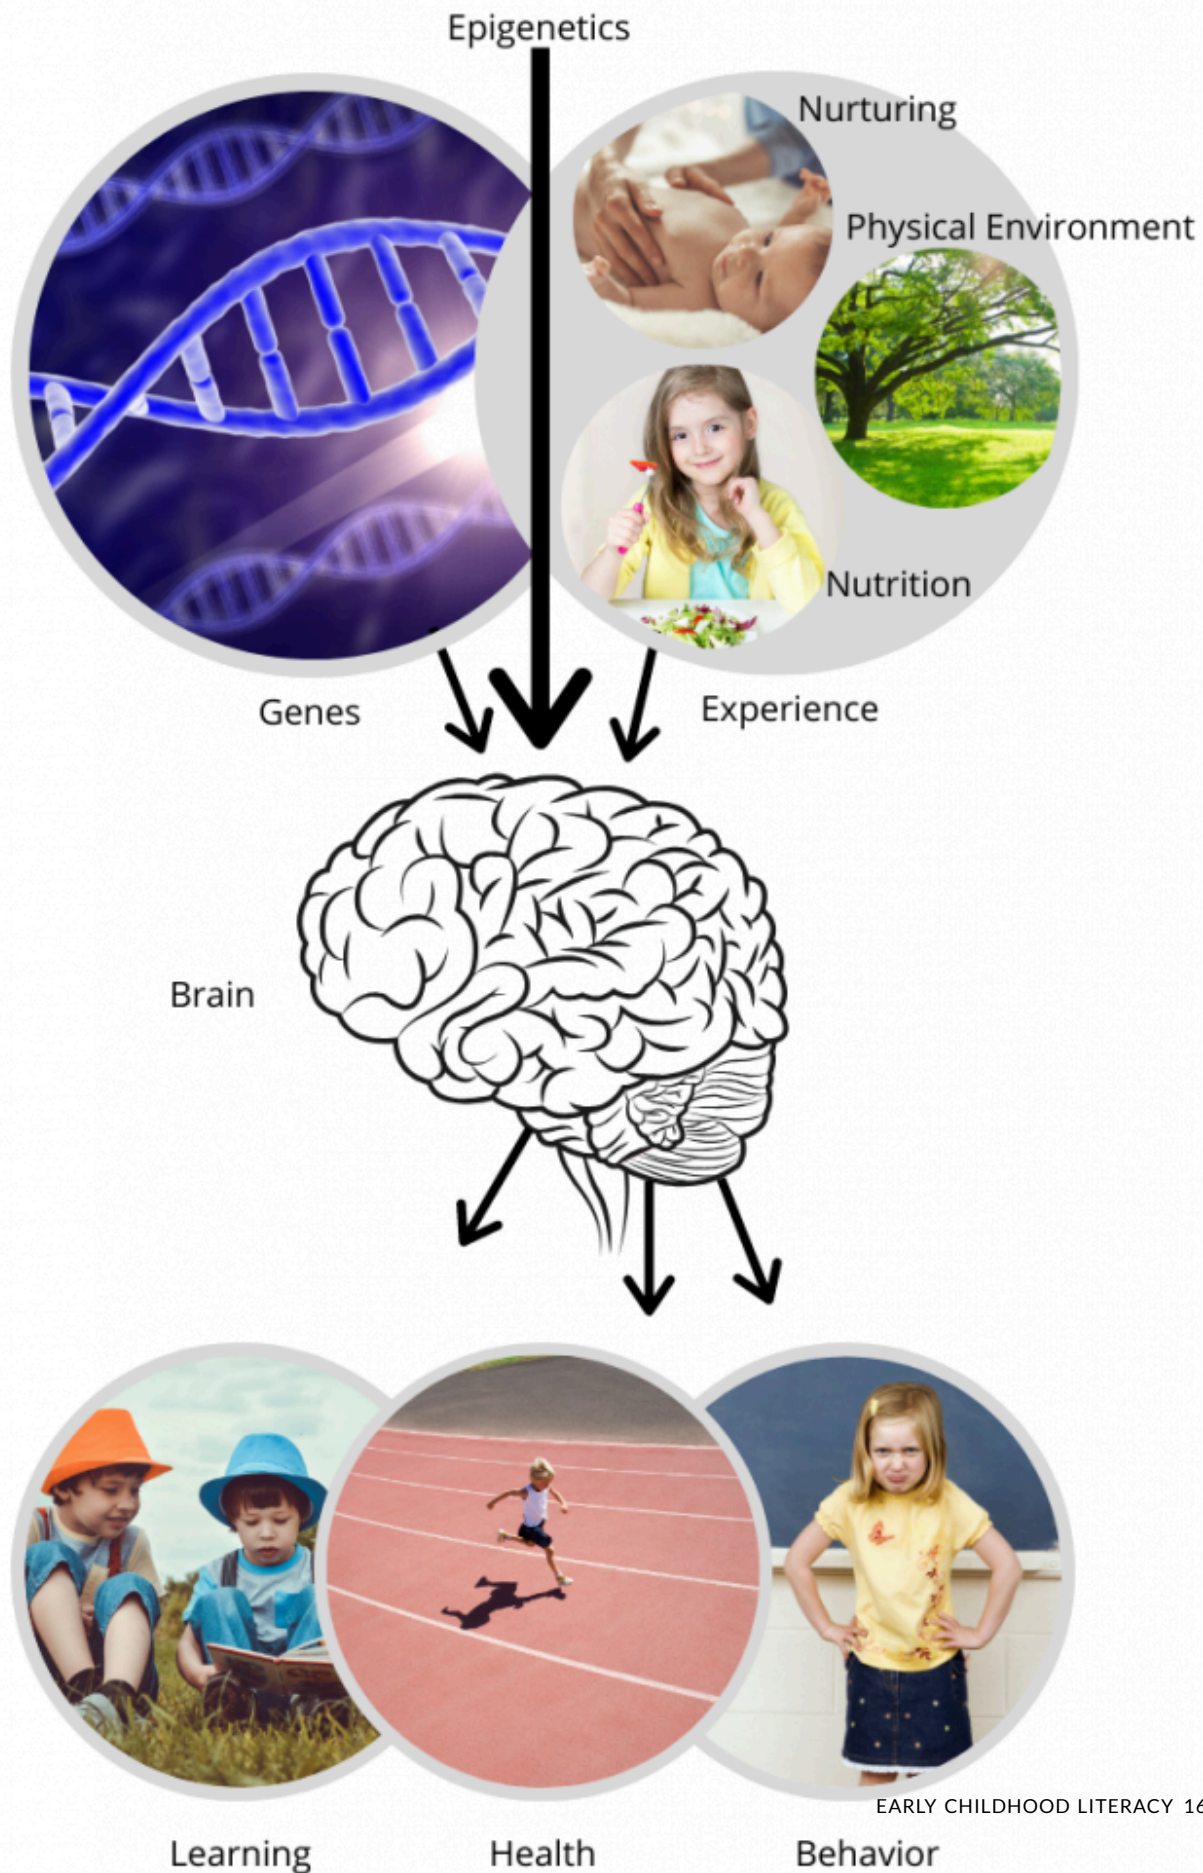 Epigenetics
Nurturing
Physical Environment
Nutrition
Genes
Experience
Brain
EARLY CHILDHOOD LITERACY 16
Learning
Health
Behavior